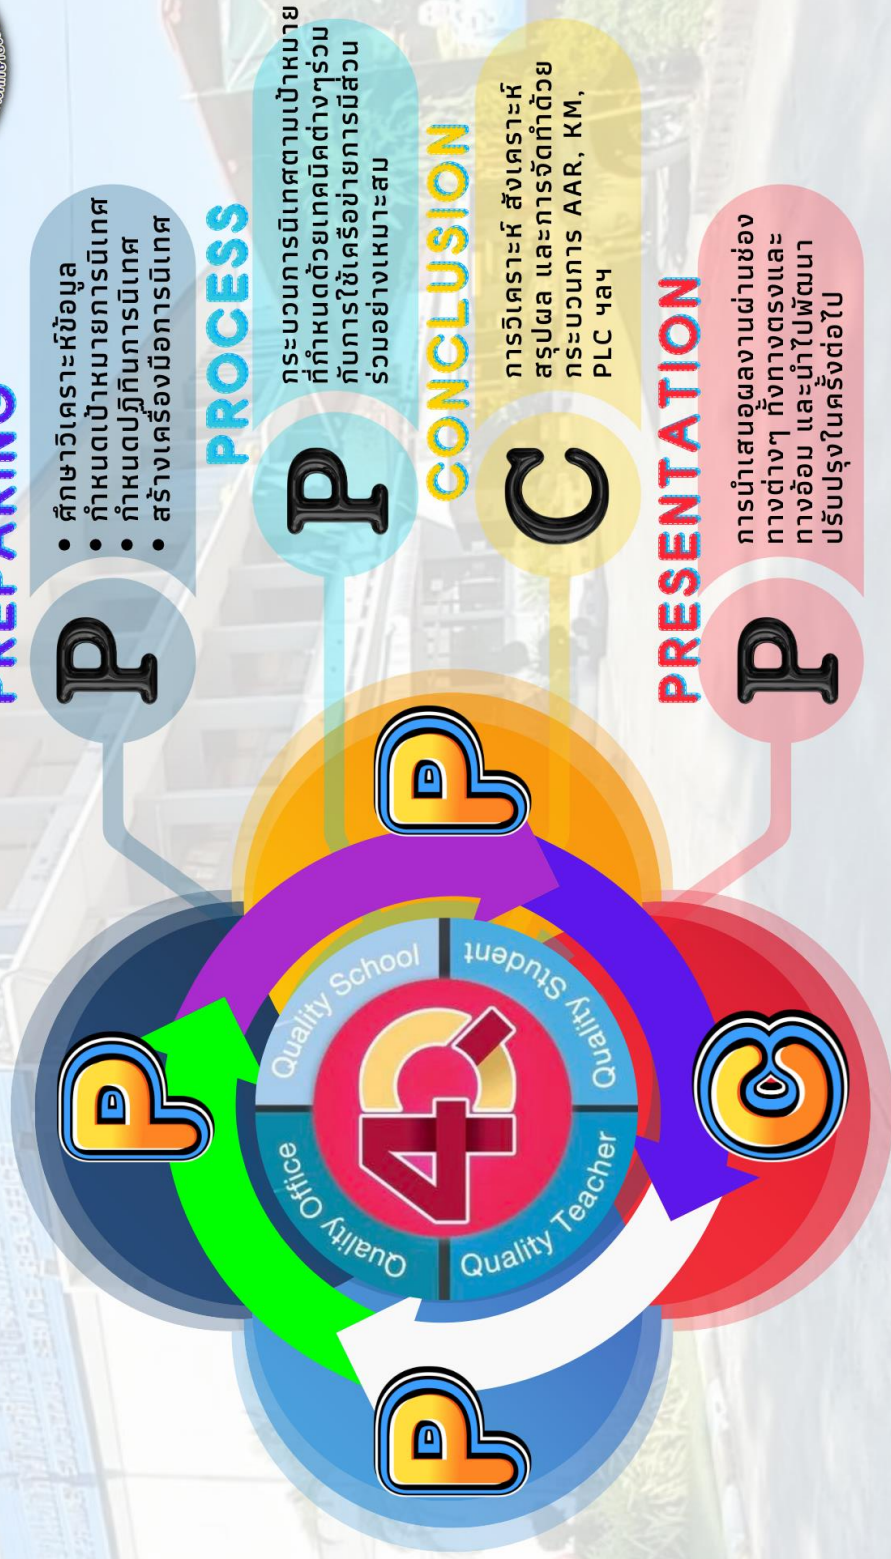 PREPARING
P
• ศึกษาวิเคราะห์ข้อมูล
• กำหนดเป้าหมายการนิเทศ
• กำหนดปฏิทินการนิเทศ
• สร้างเครื่องมือการนิเทศ
PROCESS
P
กระบวนการนิเทศตามเป้าหมาย
ที่กำหนดด้วยเทคนิคต่างๆร่วม
กับการใช้เครือข่ายการมีส่วน
ร่วมอย่างเหมาะสม
CONCLUSION
C
การวิเคราะห์ สังเคราะห์
สรุปผล และการจัดทำด้วย
กระบวนการ AAR, KM,
PLC ฯลฯ
PRESENTATION
P
การนำเสนอผลงานผ่านช่อง
ทางต่างๆ ทั้งทางตรงและ
ทางอ้อม และนำไปพัฒนา
ปรับปรุงในครั้งต่อไป
P
P
C
P
4Q
Quality Office
Quality School
Quality Teacher
Quality Student